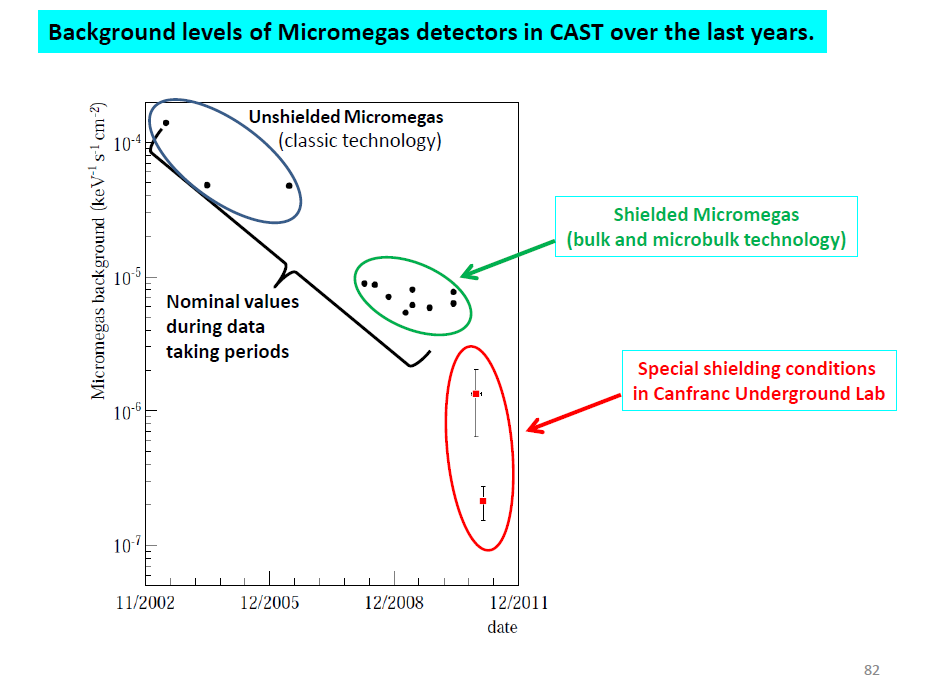 Background levels of Micromegas detectors in CAST over the last years.
Micromegas background (keV⁻¹ s⁻¹ cm⁻²)
10⁻⁴
10⁻⁵
10⁻⁶
10⁻⁷
Unshielded Micromegas
(classic technology)
Shielded Micromegas
(bulk and microbulk technology)
Nominal values
during data
taking periods
Special shielding conditions
in Canfranc Underground Lab
11/2002
12/2005
12/2008
12/2011
date
82